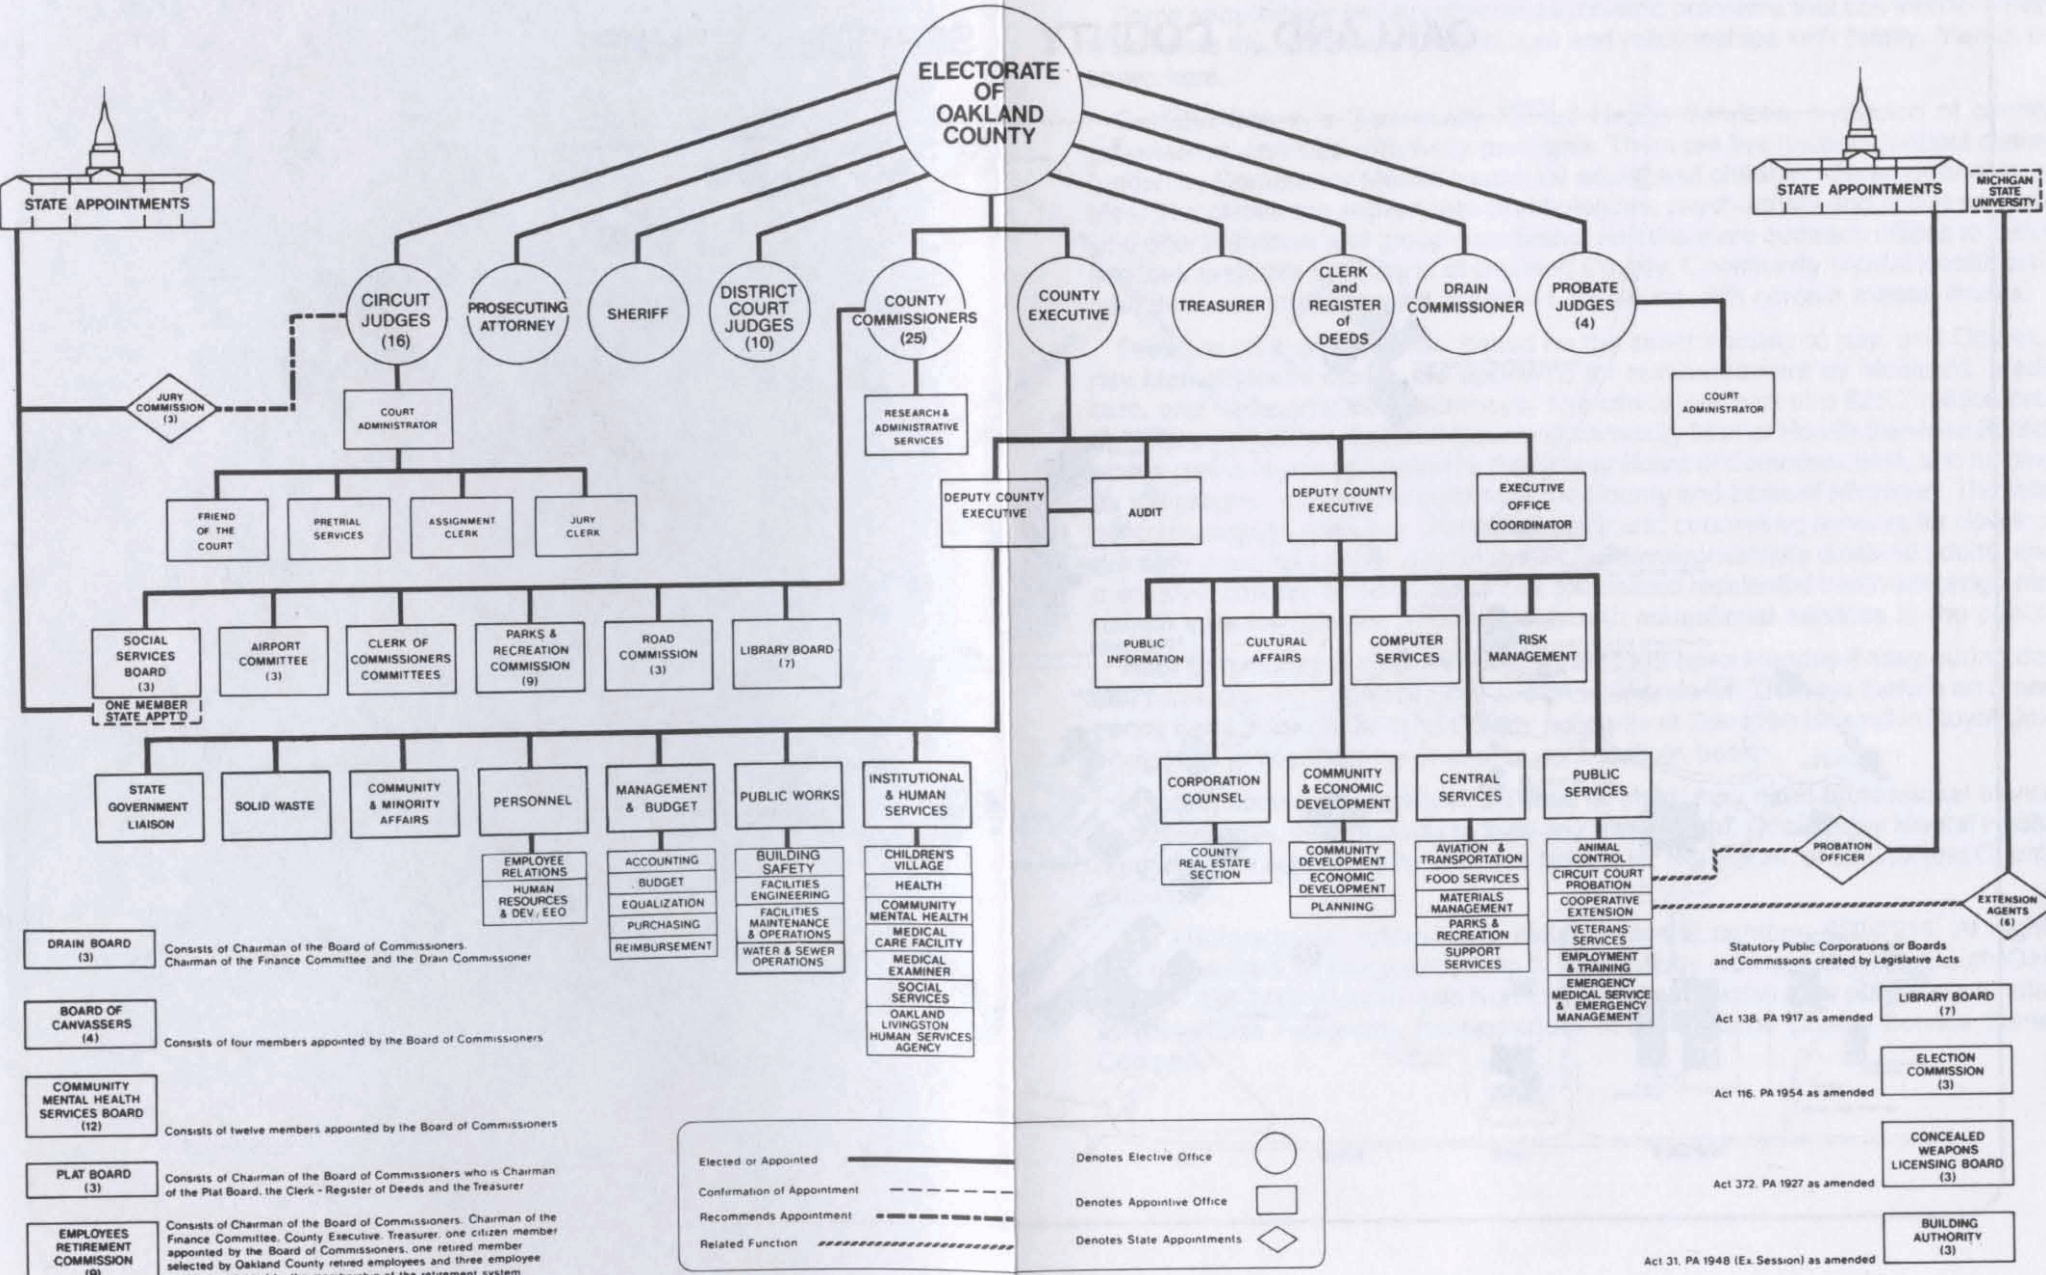 ELECTORATE
OF
OAKLAND
COUNTY
STATE APPOINTMENTS
STATE APPOINTMENTS
MICHIGAN
STATE
UNIVERSITY
CIRCUIT
JUDGES
(16)
PROSECUTING
ATTORNEY
SHERIFF
DISTRICT
COURT
JUDGES
(10)
COUNTY
COMMISSIONERS
(25)
COUNTY
EXECUTIVE
TREASURER
CLERK
and
REGISTER
of
DEEDS
DRAIN
COMMISSIONER
PROBATE
JUDGES
(4)
JURY
COMMISSION
(3)
COURT
ADMINISTRATOR
RESEARCH &
ADMINISTRATIVE
SERVICES
COURT
ADMINISTRATOR
FRIEND
OF THE
COURT
PRETRIAL
SERVICES
ASSIGNMENT
CLERK
JURY
CLERK
DEPUTY COUNTY
EXECUTIVE
AUDIT
DEPUTY COUNTY
EXECUTIVE
EXECUTIVE
OFFICE
COORDINATOR
SOCIAL
SERVICES
BOARD
(3)
ONE MEMBER
STATE APPT'D
AIRPORT
COMMITTEE
(3)
CLERK OF
COMMISSIONERS
COMMITTEES
PARKS &
RECREATION
COMMISSION
(9)
ROAD
COMMISSION
(3)
LIBRARY BOARD
(7)
PUBLIC
INFORMATION
CULTURAL
AFFAIRS
COMPUTER
SERVICES
RISK
MANAGEMENT
STATE
GOVERNMENT
LIAISON
SOLID WASTE
COMMUNITY
& MINORITY
AFFAIRS
PERSONNEL
EMPLOYEE
RELATIONS
HUMAN
RESOURCES
& DEV./EEO
MANAGEMENT
& BUDGET
ACCOUNTING
BUDGET
EQUALIZATION
PURCHASING
REIMBURSEMENT
PUBLIC WORKS
BUILDING
SAFETY
FACILITIES
ENGINEERING
FACILITIES
MAINTENANCE
& OPERATIONS
WATER & SEWER
OPERATIONS
INSTITUTIONAL
& HUMAN
SERVICES
CHILDREN'S
VILLAGE
HEALTH
COMMUNITY
MENTAL HEALTH
MEDICAL
CARE FACILITY
MEDICAL
EXAMINER
SOCIAL
SERVICES
OAKLAND
LIVINGSTON
HUMAN SERVICES
AGENCY
CORPORATION
COUNSEL
COUNTY
REAL ESTATE
SECTION
COMMUNITY
& ECONOMIC
DEVELOPMENT
COMMUNITY
DEVELOPMENT
ECONOMIC
DEVELOPMENT
PLANNING
CENTRAL
SERVICES
AVIATION &
TRANSPORTATION
FOOD SERVICES
MATERIALS
MANAGEMENT
PARKS &
RECREATION
SUPPORT
SERVICES
PUBLIC
SERVICES
ANIMAL
CONTROL
CIRCUIT COURT
PROBATION
COOPERATIVE
EXTENSION
VETERANS
SERVICES
EMPLOYMENT
& TRAINING
EMERGENCY
MEDICAL SERVICE
& EMERGENCY
MANAGEMENT
PROBATION
OFFICER
EXTENSION
AGENTS
(6)
DRAIN BOARD
(3)
Consists of Chairman of the Board of Commissioners.
Chairman of the Finance Committee and the Drain Commissioner
BOARD OF
CANVASSERS
(4)
Consists of four members appointed by the Board of Commissioners
COMMUNITY
MENTAL HEALTH
SERVICES BOARD
(12)
Consists of twelve members appointed by the Board of Commissioners
PLAT BOARD
(3)
Consists of Chairman of the Board of Commissioners who is Chairman
of the Plat Board, the Clerk - Register of Deeds and the Treasurer
EMPLOYEES
RETIREMENT
COMMISSION
(9)
Consists of Chairman of the Board of Commissioners. Chairman of the
Finance Committee. County Executive. Treasurer. one citizen member
appointed by the Board of Commissioners. one retired member
selected by Oakland County retired employees and three employee
by the membership of the retirement system
Elected or Appointed
Confirmation of Appointment
Recommends Appointment
Related Function
Denotes Elective Office
Denotes Appointive Office
Denotes State Appointments
Statutory Public Corporations or Boards
and Commissions created by Legislative Acts
LIBRARY BOARD
(7)
Act 138. PA 1917 as amended
ELECTION
COMMISSION
(3)
Act 116. PA 1954 as amended
CONCEALED
WEAPONS
LICENSING BOARD
(3)
Act 372. PA 1927 as amended
BUILDING
AUTHORITY
(3)
Act 31. PA 1948 (Ex. Session) as amended